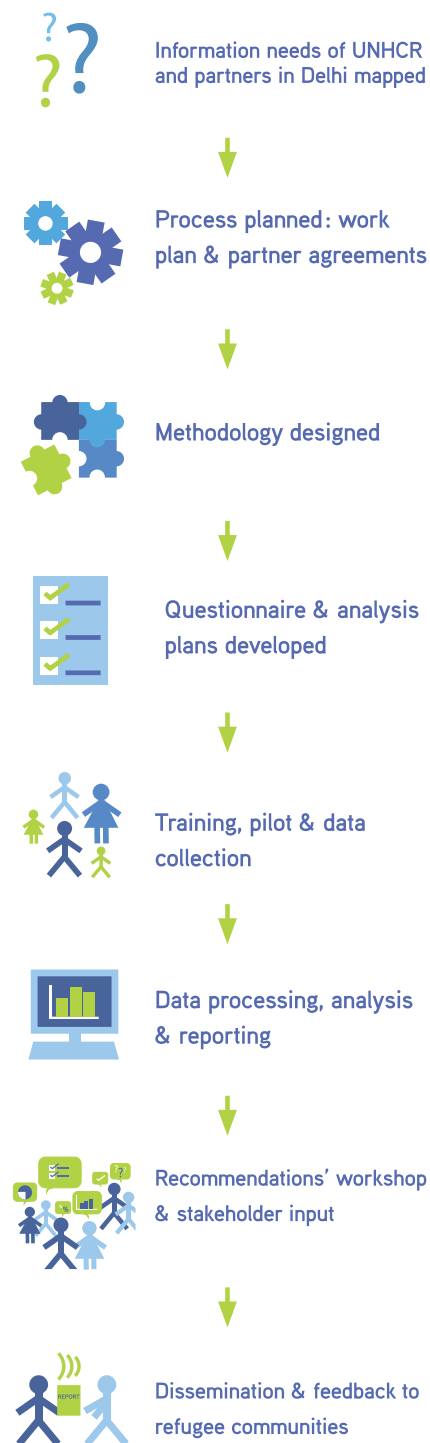 ? ? ?
Information needs of UNHCR
and partners in Delhi mapped
Process planned: work
plan & partner agreements
Methodology designed
Questionnaire & analysis
plans developed
Training, pilot & data
collection
Data processing, analysis
& reporting
?
%
Recommendations’ workshop
& stakeholder input
REPORT
Dissemination & feedback to
refugee communities